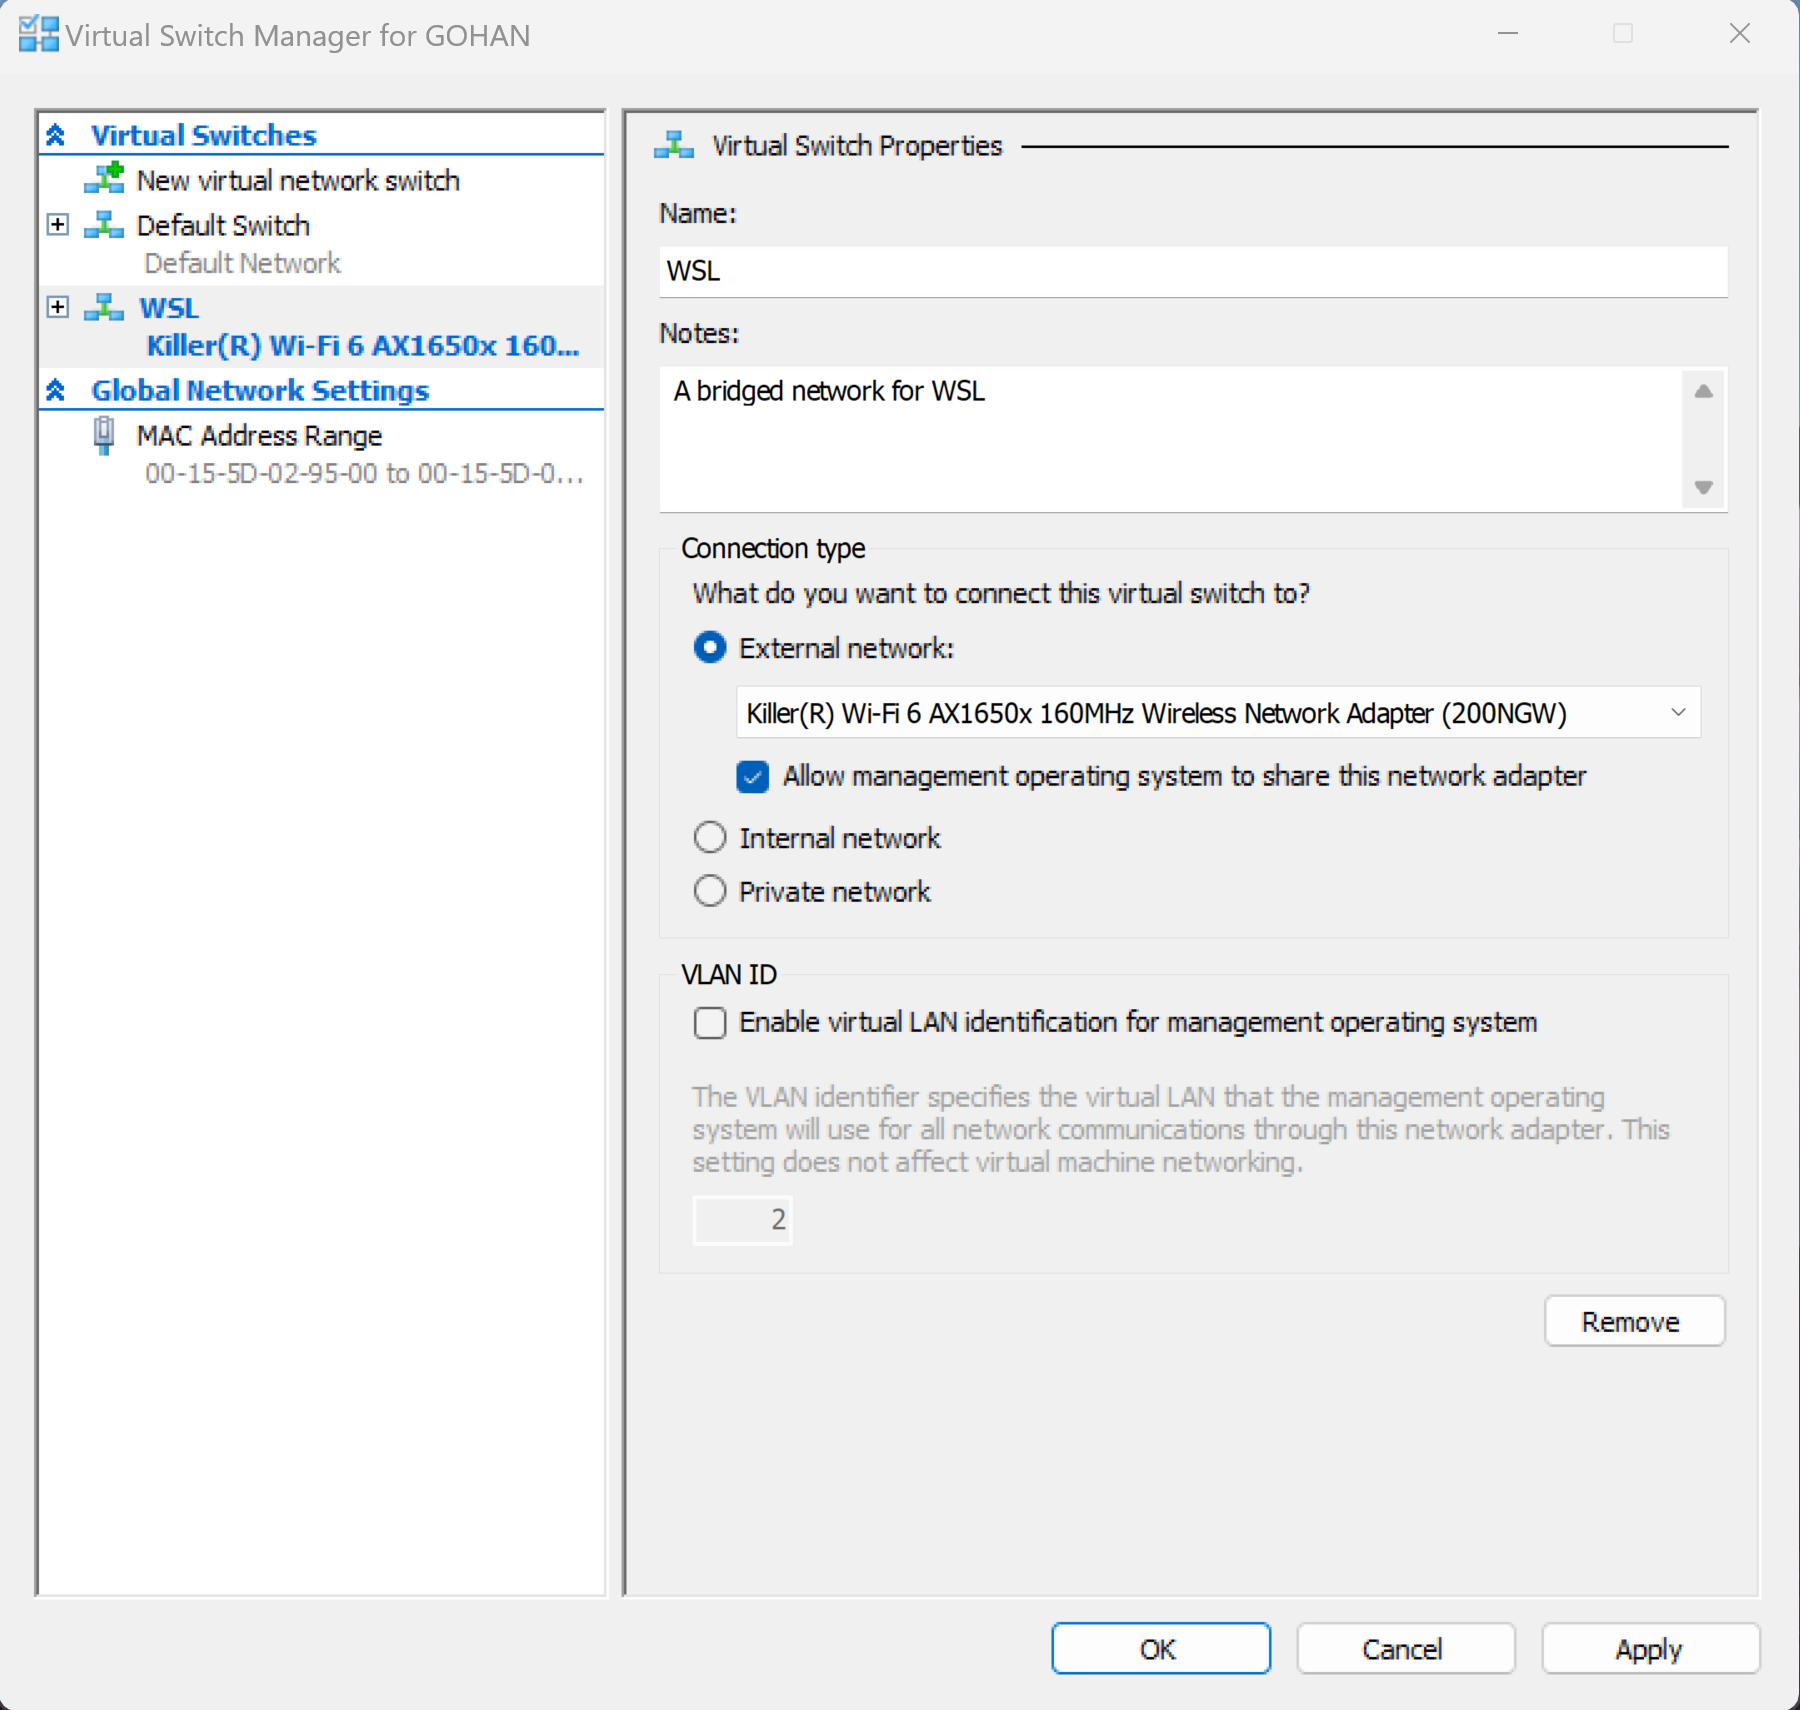 Virtual Switch Manager for GOHAN
Virtual Switches
New virtual network switch
Default Switch
Default Network
WSL
Killer(R) Wi-Fi 6 AX1650x 160...
Global Network Settings
MAC Address Range
00-15-5D-02-95-00 to 00-15-5D-0...
Virtual Switch Properties
Name:
WSL
Notes:
A bridged network for WSL
Connection type
What do you want to connect this virtual switch to?
External network:
Killer(R) Wi-Fi 6 AX1650x 160MHz Wireless Network Adapter (200NGW)
Allow management operating system to share this network adapter
Internal network
Private network
VLAN ID
Enable virtual LAN identification for management operating system
The VLAN identifier specifies the virtual LAN that the management operating
system will use for all network communications through this network adapter. This
setting does not affect virtual machine networking.
2
Remove
OK
Cancel
Apply